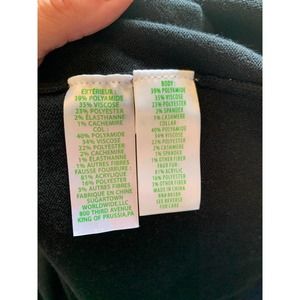 EXTÉRIEUR :
39% POLYAMIDE
35% VISCOSE
23% POLYESTER
2% ÉLASTHANNE
1% CACHEMIRE
COL :
40% POLYAMIDE
34% VISCOSE
22% POLYESTER
2% CACHEMIRE
1% ÉLASTHANNE
1% AUTRES FIBRES
FAUSSE FOURRURE :
81% ACRYLIQUE
16% POLYESTER
3% AUTRES FIBRES
FABRIQUÉ EN CHINE
SUGARTOWN
WORLDWIDE,LLC
800 THIRD AVENUE
KING OF PRUSSIA,PA
BODY:
39% POLYAMIDE
35% VISCOSE
23% POLYESTER
2% SPANDEX
1% CASHMERE
COLLAR:
40% POLYAMIDE
34% VISCOSE
22% POLYESTER
2% CASHMERE
1% SPANDEX
1% OTHER FIBER
FAUX FUR:
81% ACRYLIC
16% POLYESTER
3% OTHER FIBER
MADE IN CHINA
SEE REVERSE
FOR CARE